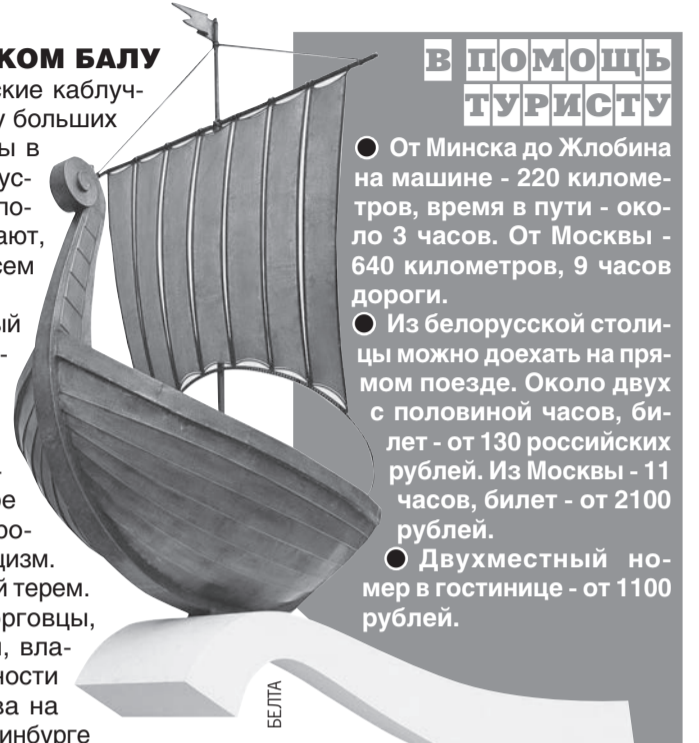 КОМ БАЛУ
ские каблуч-
у больших
ы в
ус-
по-
ают,
сем
ый
-
-
ое
ро-
цизм.
й терем.
орговцы,
, вла-
ности
ва на
инбурге
В ПОМОЩЬ
ТУРИСТУ
● От Минска до Жлобина
на машине - 220 киломе-
тров, время в пути - око-
ло 3 часов. От Москвы -
640 километров, 9 часов
дороги.
● Из белорусской столи-
цы можно доехать на пря-
мом поезде. Около двух
с половиной часов, би-
лет - от 130 российских
рублей. Из Москвы - 11
часов, билет - от 2100
рублей.
● Двухместный но-
мер в гостинице - от 1100
рублей.
БЕЛТА